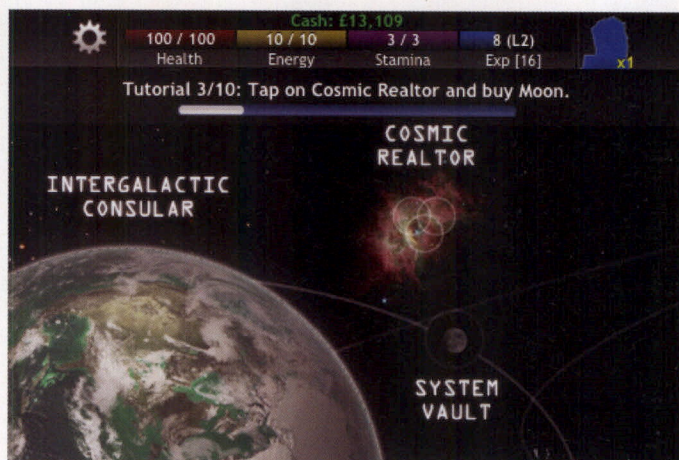 Cash: £13,109
100 / 100
10 / 10
3 / 3
8 (L2)
Health
Energy
Stamina
Exp [16]
x1
Tutorial 3/10: Tap on Cosmic Realtor and buy Moon.
COSMIC
REALTOR
INTERGALACTIC
CONSULAR
SYSTEM
VAULT